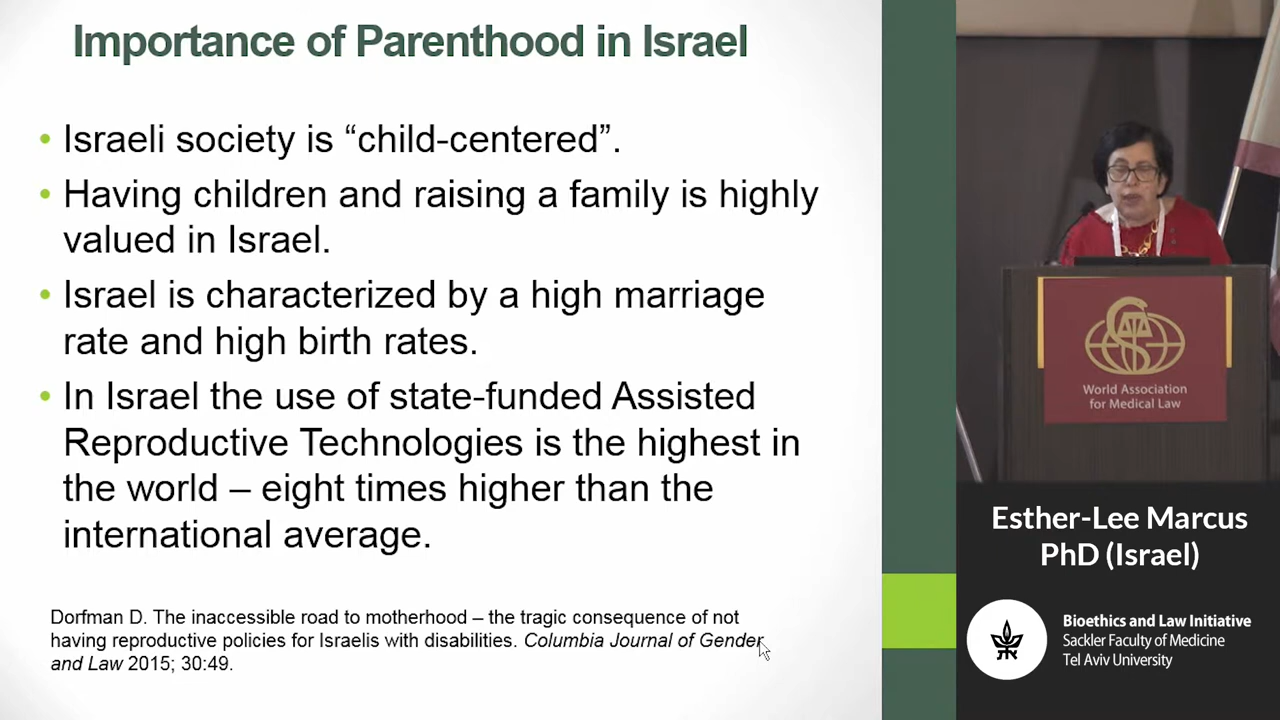 Importance of Parenthood in Israel
• Israeli society is “child-centered”.
• Having children and raising a family is highly
valued in Israel.
• Israel is characterized by a high marriage
rate and high birth rates.
• In Israel the use of state-funded Assisted
Reproductive Technologies is the highest in
the world – eight times higher than the
international average.
Dorfman D. The inaccessible road to motherhood – the tragic consequence of not
having reproductive policies for Israelis with disabilities. Columbia Journal of Gender
and Law 2015; 30:49.
World Association
for Medical Law
Esther-Lee Marcus
PhD (Israel)
Bioethics and Law Initiative
Sackler Faculty of Medicine
Tel Aviv University